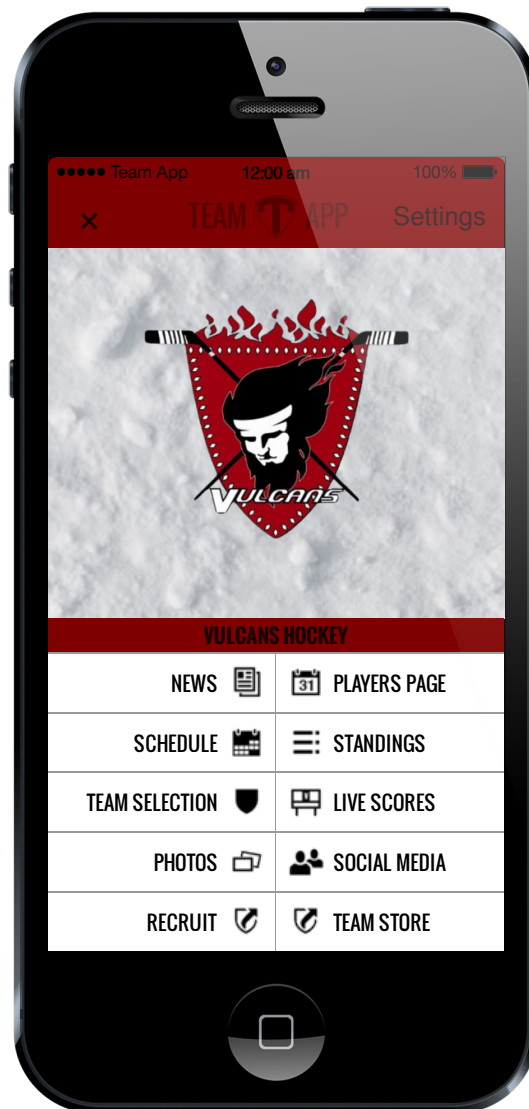 Team App 12:00 am 100%
× TEAM T APP Settings
VULCANS
VULCANS HOCKEY
NEWS 31 PLAYERS PAGE
SCHEDULE STANDINGS
TEAM SELECTION LIVE SCORES
PHOTOS SOCIAL MEDIA
RECRUIT TEAM STORE